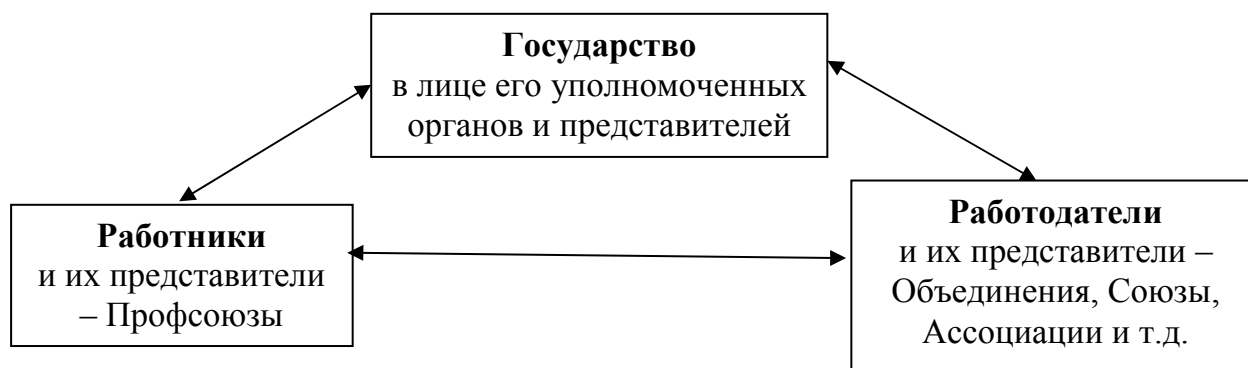 Государство
в лице его уполномоченных
органов и представителей
Работники
и их представители
– Профсоюзы
Работодатели
и их представители –
Объединения, Союзы,
Ассоциации и т.д.